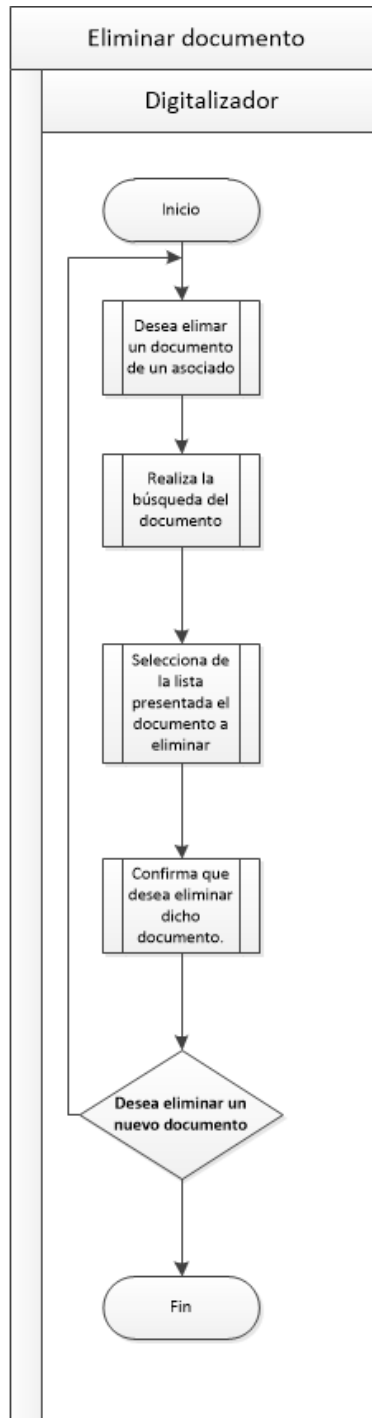 Eliminar documento
Digitalizador
Inicio
Desea elimar
un documento
de un asociado
Realiza la
búsqueda del
documento
Selecciona de
la lista
presentada el
documento a
eliminar
Confirma que
desea eliminar
dicho
documento.
Desea eliminar un
nuevo documento
Fin